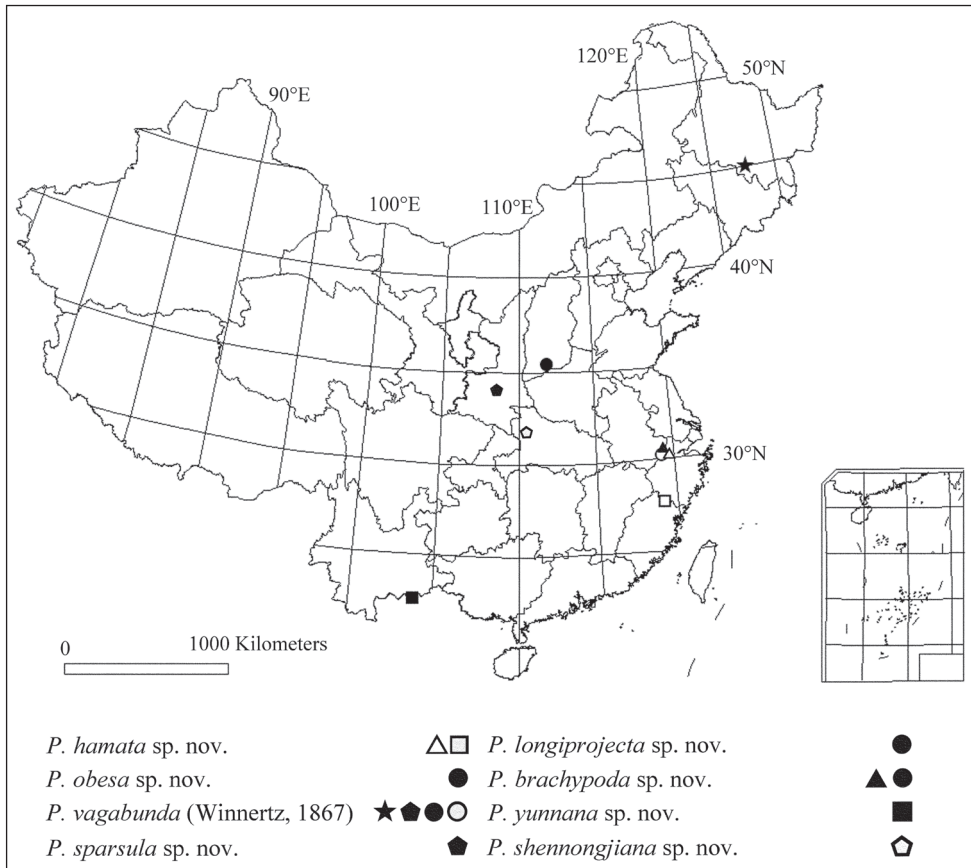 120°E
50°N
90°E
100°E
110°E
40°N
30°N
0 1000 Kilometers
P. hamata sp. nov.
P. longiprojecta sp. nov.
P. obesa sp. nov.
P. brachypoda sp. nov.
P. vagabunda (Winnertz, 1867)
P. yunnana sp. nov.
P. sparsula sp. nov.
P. shennongjiana sp. nov.